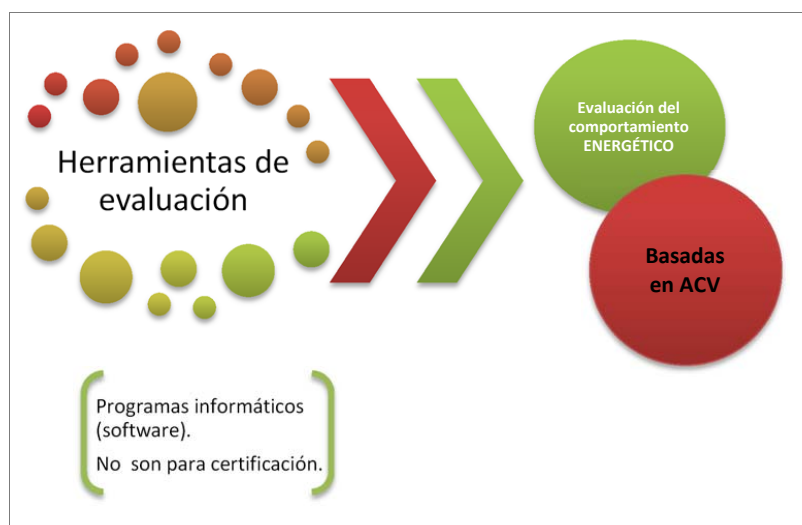 Herramientas de
evaluación
Evaluación del
comportamiento
ENERGÉTICO
Basadas
en ACV
Programas informáticos
(software).
No son para certificación.